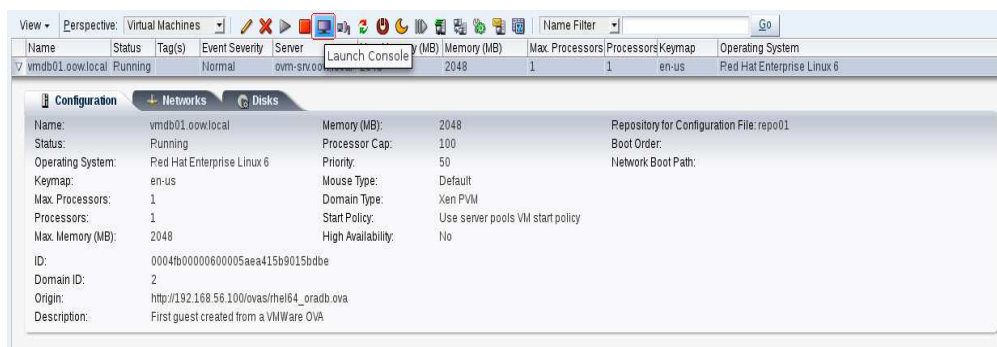 View Perspective: Virtual Machines Name Filter Go
Name Status Tag(s) Event Severity Server (MB) Memory (MB) Max. Processors Processors Keymap Operating System
Launch Console
vmdb01.oow.local Running Normal 2048 1 1 en-us Red Hat Enterprise Linux 6
Configuration Networks Disks
Name: vmdb01.oow.local Memory (MB): 2048 Repository for Configuration File: repo01
Status: Running Processor Cap: 100 Boot Order:
Operating System: Red Hat Enterprise Linux 6 Priority: 50 Network Boot Path:
Keymap: en-us Mouse Type: Default
Max. Processors: 1 Domain Type: Xen PVM
Processors: 1 Start Policy: Use server pools VM start policy
Max. Memory (MB): 2048 High Availability: No
ID: 0004fb00000600005aea415b9015bdbe
Domain ID: 2
Origin: http://192.168.56.100/ovas/rhel64_oradb.ova
Description: First guest created from a VMWare OVA